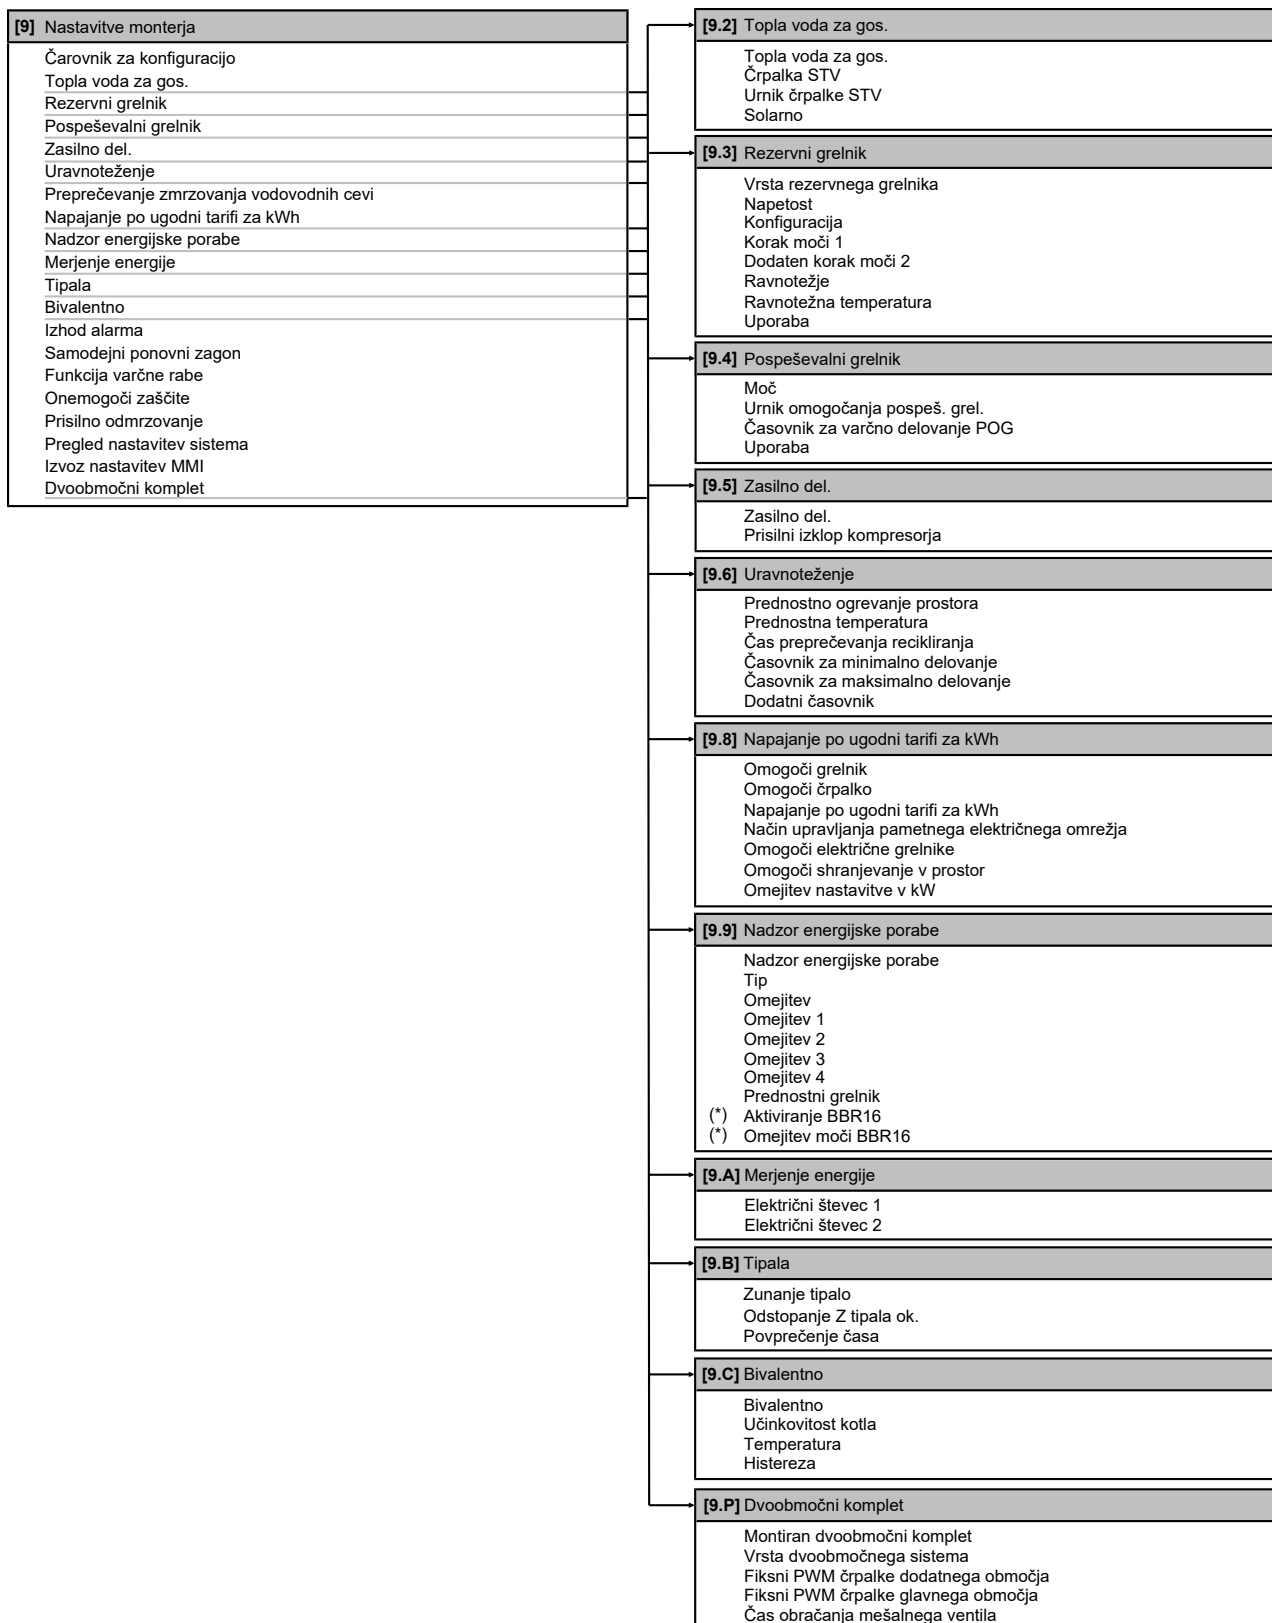 [9] Nastavitve monterja
Čarovnik za konfiguracijo
Topla voda za gos.
Rezervni grelnik
Pospeševalni grelnik
Zasilno del.
Uravnoteženje
Preprečevanje zmrzovanja vodovodnih cevi
Napajanje po ugodni tarifi za kWh
Nadzor energijske porabe
Merjenje energije
Tipala
Bivalentno
Izhod alarma
Samodejni ponovni zagon
Funkcija varčne rabe
Onemogoči zaščite
Prisilno odmrzovanje
Pregled nastavitev sistema
Izvoz nastavitev MMI
Dvoobmočni komplet
[9.2] Topla voda za gos.
Topla voda za gos.
Črpalka STV
Urnik črpalke STV
Solarno
[9.3] Rezervni grelnik
Vrsta rezervnega grelnika
Napetost
Konfiguracija
Korak moči 1
Dodaten korak moči 2
Ravnotežje
Ravnotežna temperatura
Uporaba
[9.4] Pospeševalni grelnik
Moč
Urnik omogočanja pospeš. grel.
Časovnik za varčno delovanje POG
Uporaba
[9.5] Zasilno del.
Zasilno del.
Prisilni izklop kompresorja
[9.6] Uravnoteženje
Prednostno ogrevanje prostora
Prednostna temperatura
Čas preprečevanja recikliranja
Časovnik za minimalno delovanje
Časovnik za maksimalno delovanje
Dodatni časovnik
[9.8] Napajanje po ugodni tarifi za kWh
Omogoči grelnik
Omogoči črpalko
Napajanje po ugodni tarifi za kWh
Način upravljanja pametnega električnega omrežja
Omogoči električne grelnike
Omogoči shranjevanje v prostor
Omejitev nastavitve v kW
[9.9] Nadzor energijske porabe
Nadzor energijske porabe
Tip
Omejitev
Omejitev 1
Omejitev 2
Omejitev 3
Omejitev 4
Prednostni grelnik
(*) Aktiviranje BBR16
(*) Omejitev moči BBR16
[9.A] Merjenje energije
Električni števec 1
Električni števec 2
[9.B] Tipala
Zunanje tipalo
Odstopanje Z tipala ok.
Povprečenje časa
[9.C] Bivalentno
Bivalentno
Učinkovitost kotla
Temperatura
Histereza
[9.P] Dvoobmočni komplet
Montiran dvoobmočni komplet
Vrsta dvoobmočnega sistema
Fiksni PWM črpalke dodatnega območja
Fiksni PWM črpalke glavnega območja
Čas obračanja mešalnega ventila